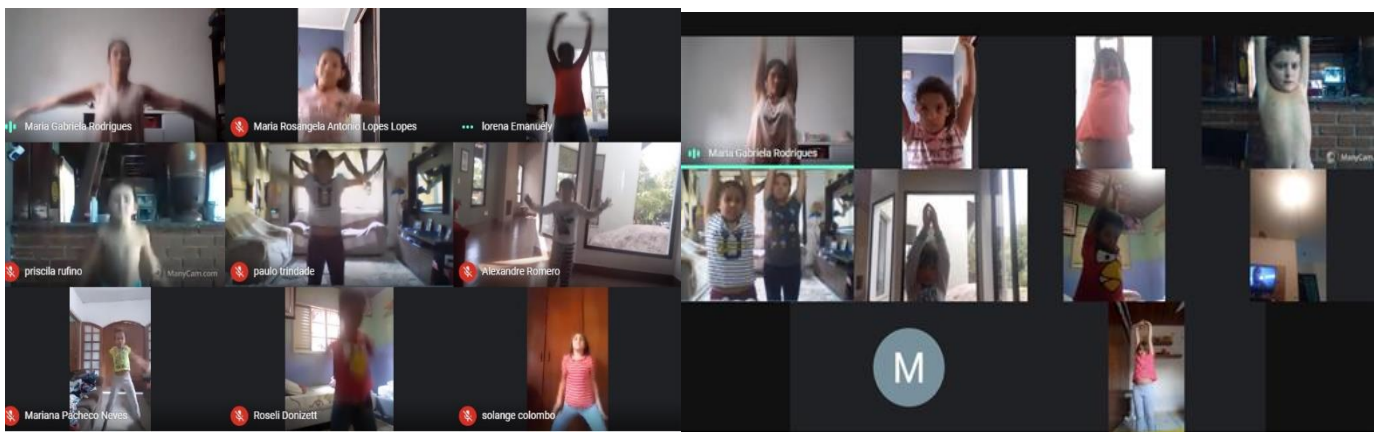 Maria Gabriela Rodrigues
Maria Rosangela Antonio Lopes Lopes
lorena Emanuély
priscila rufino
ManyCam.com
paulo trindade
Alexandre Romero
Mariana Pacheco Neves
Roseli Donizett
solange colombo
Maria Gabriela Rodrigues
ManyCam
M